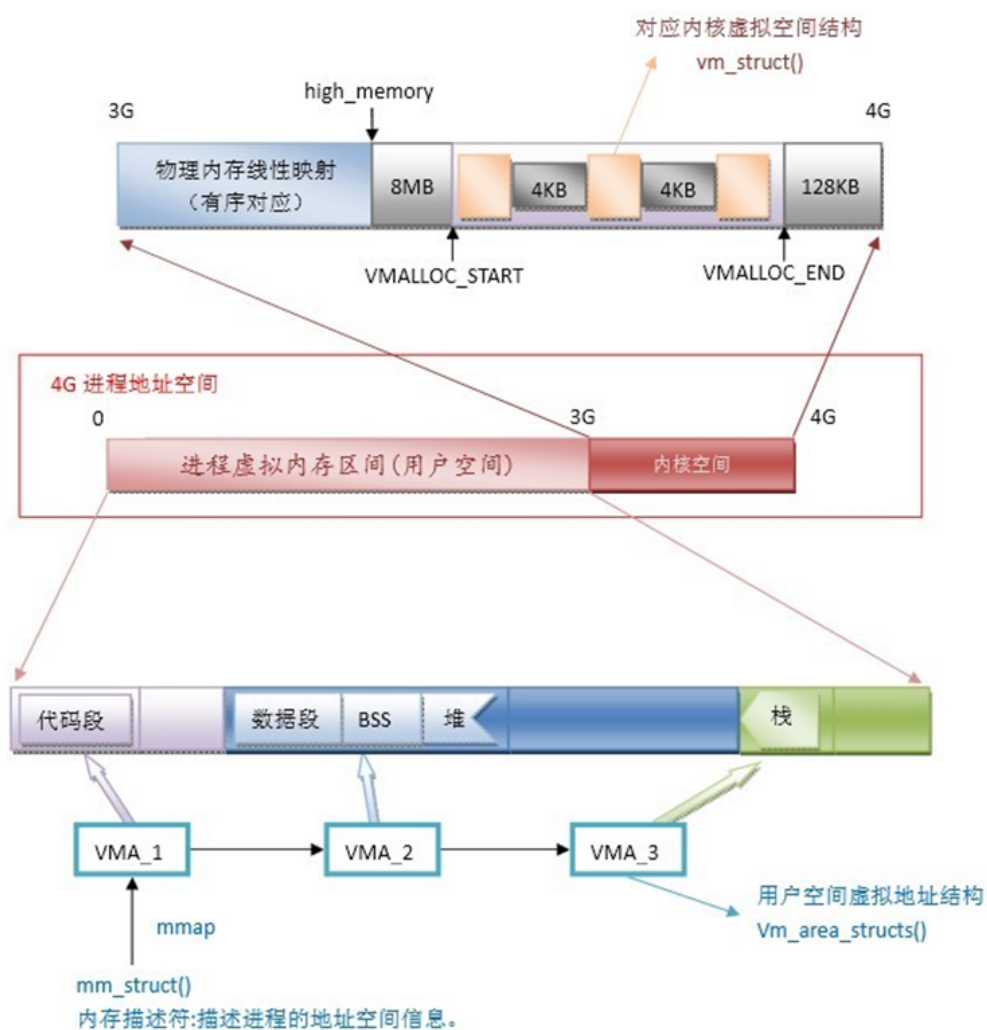 对应内核虚拟空间结构
vm_struct()
high_memory
3G
4G
物理内存线性映射
（有序对应）
8MB
4KB
4KB
128KB
VMALLOC_START
VMALLOC_END
4G 进程地址空间
0
3G
4G
进程虚拟内存区间(用户空间)
内核空间
代码段
数据段
BSS
堆
栈
VMA_1
VMA_2
VMA_3
mmap
用户空间虚拟地址结构
Vm_area_structs()
mm_struct()
内存描述符:描述进程的地址空间信息。